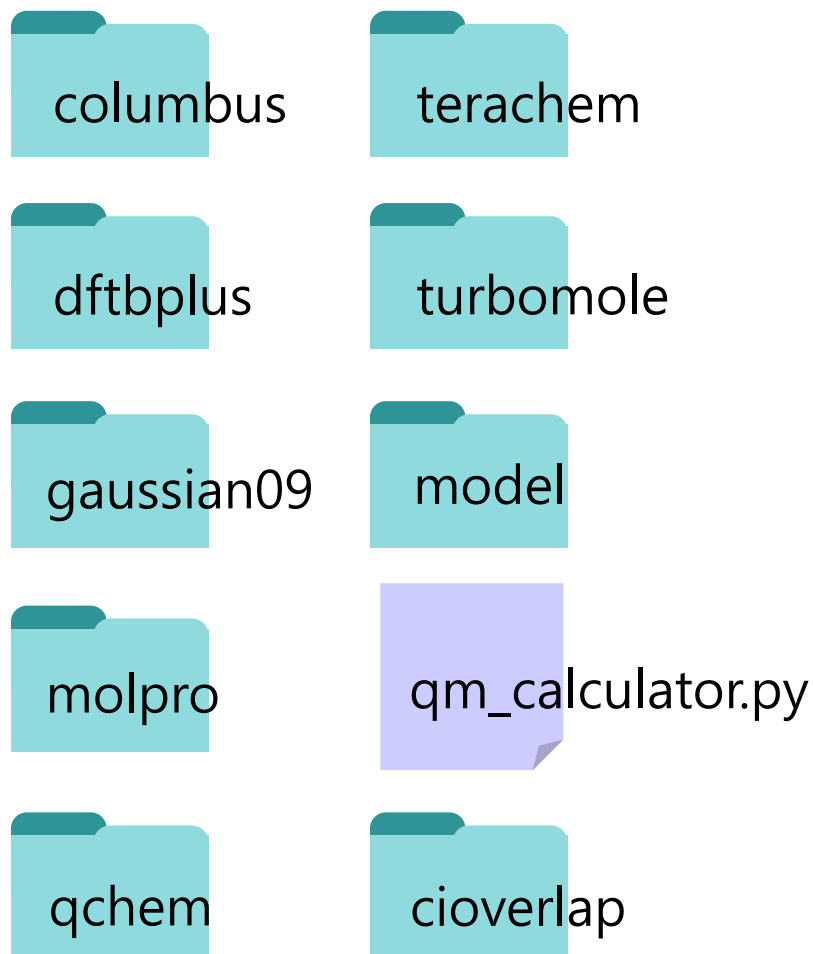 columbus
terachem
dftbplus
turbomole
gaussian09
model
molpro
qm_calculator.py
qchem
cioverlap